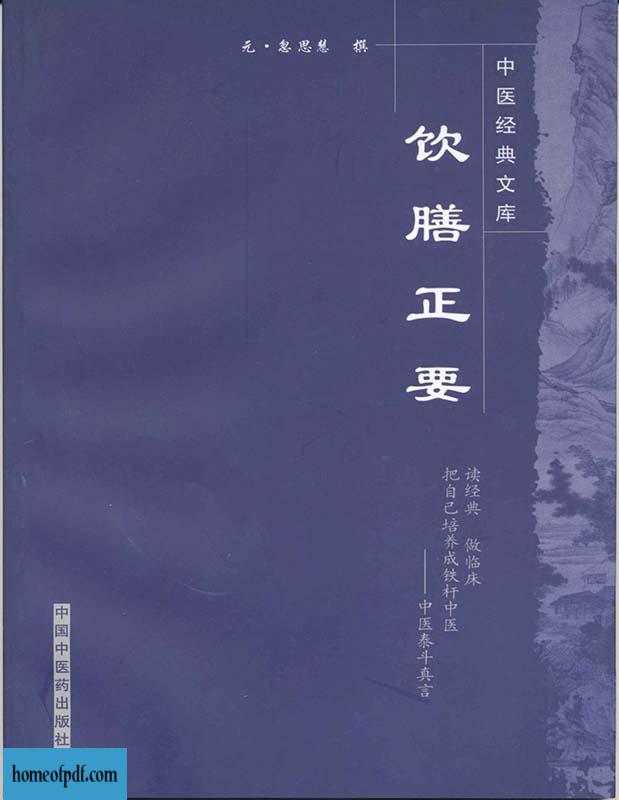 元·忽思慧 撰
中医经典文库
饮膳正要
读经典 做临床
把自己培养成铁杆中医
——中医泰斗真言
中国中医药出版社
homeofpdf.com